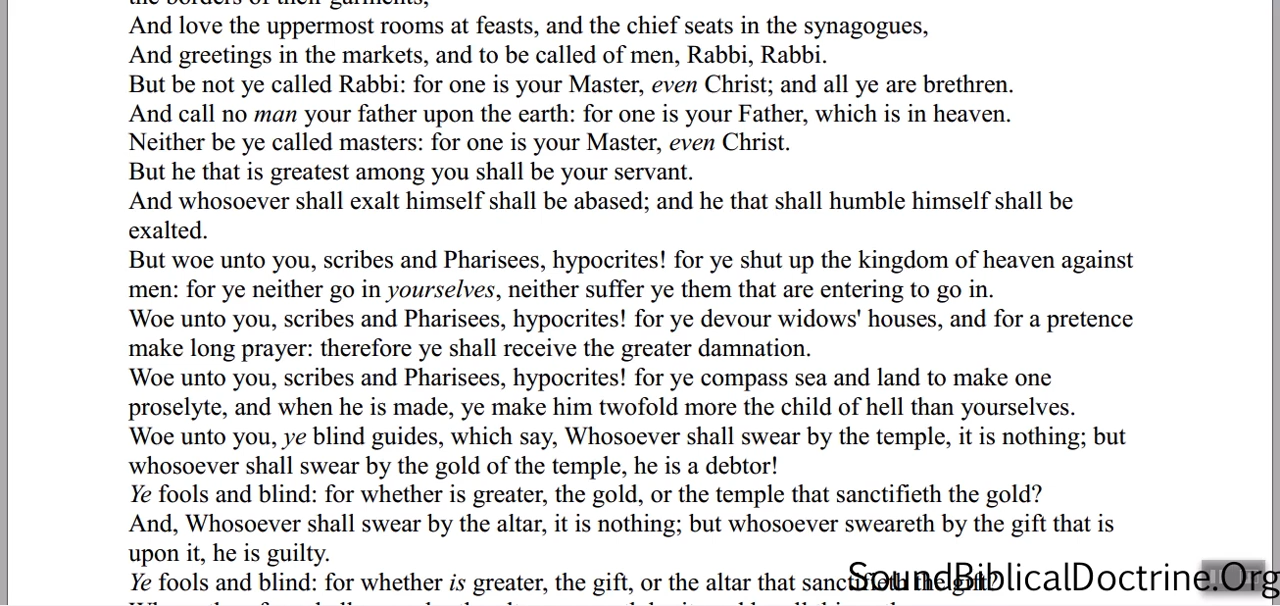 the borders of their garments,
And love the uppermost rooms at feasts, and the chief seats in the synagogues,
And greetings in the markets, and to be called of men, Rabbi, Rabbi.
But be not ye called Rabbi: for one is your Master, even Christ; and all ye are brethren.
And call no man your father upon the earth: for one is your Father, which is in heaven.
Neither be ye called masters: for one is your Master, even Christ.
But he that is greatest among you shall be your servant.
And whosoever shall exalt himself shall be abased; and he that shall humble himself shall be
exalted.
But woe unto you, scribes and Pharisees, hypocrites! for ye shut up the kingdom of heaven against
men: for ye neither go in yourselves, neither suffer ye them that are entering to go in.
Woe unto you, scribes and Pharisees, hypocrites! for ye devour widows' houses, and for a pretence
make long prayer: therefore ye shall receive the greater damnation.
Woe unto you, scribes and Pharisees, hypocrites! for ye compass sea and land to make one
proselyte, and when he is made, ye make him twofold more the child of hell than yourselves.
Woe unto you, ye blind guides, which say, Whosoever shall swear by the temple, it is nothing; but
whosoever shall swear by the gold of the temple, he is a debtor!
Ye fools and blind: for whether is greater, the gold, or the temple that sanctifieth the gold?
And, Whosoever shall swear by the altar, it is nothing; but whosoever sweareth by the gift that is
upon it, he is guilty.
Ye fools and blind: for whether is greater, the gift, or the altar that sanctifieth the gift?
SoundBiblicalDoctrine.Org